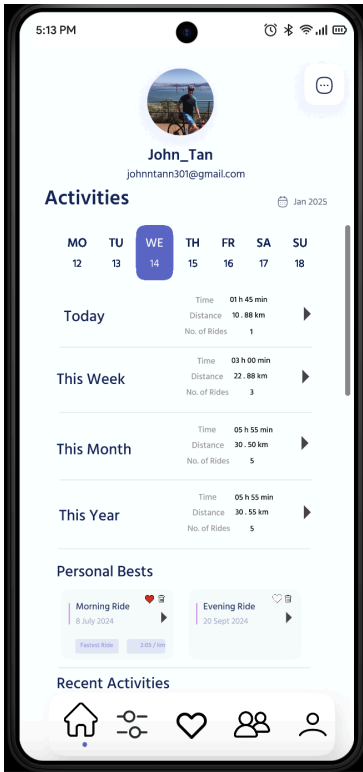 5:13 PM
John_Tan
johnntann301@gmail.com
Activities
Jan 2025
MO TU WE TH FR SA SU
12 13 14 15 16 17 18
Today
Time 01 h 45 min
Distance 10 . 88 km
No. of Rides 1
This Week
Time 03 h 00 min
Distance 22 . 88 km
No. of Rides 3
This Month
Time 05 h 55 min
Distance 30 . 50 km
No. of Rides 5
This Year
Time 05 h 55 min
Distance 30 . 55 km
No. of Rides 5
Personal Bests
Morning Ride
8 July 2024
Fastest Ride 2:05 / km
Evening Ride
20 Sept 2024
Recent Activities